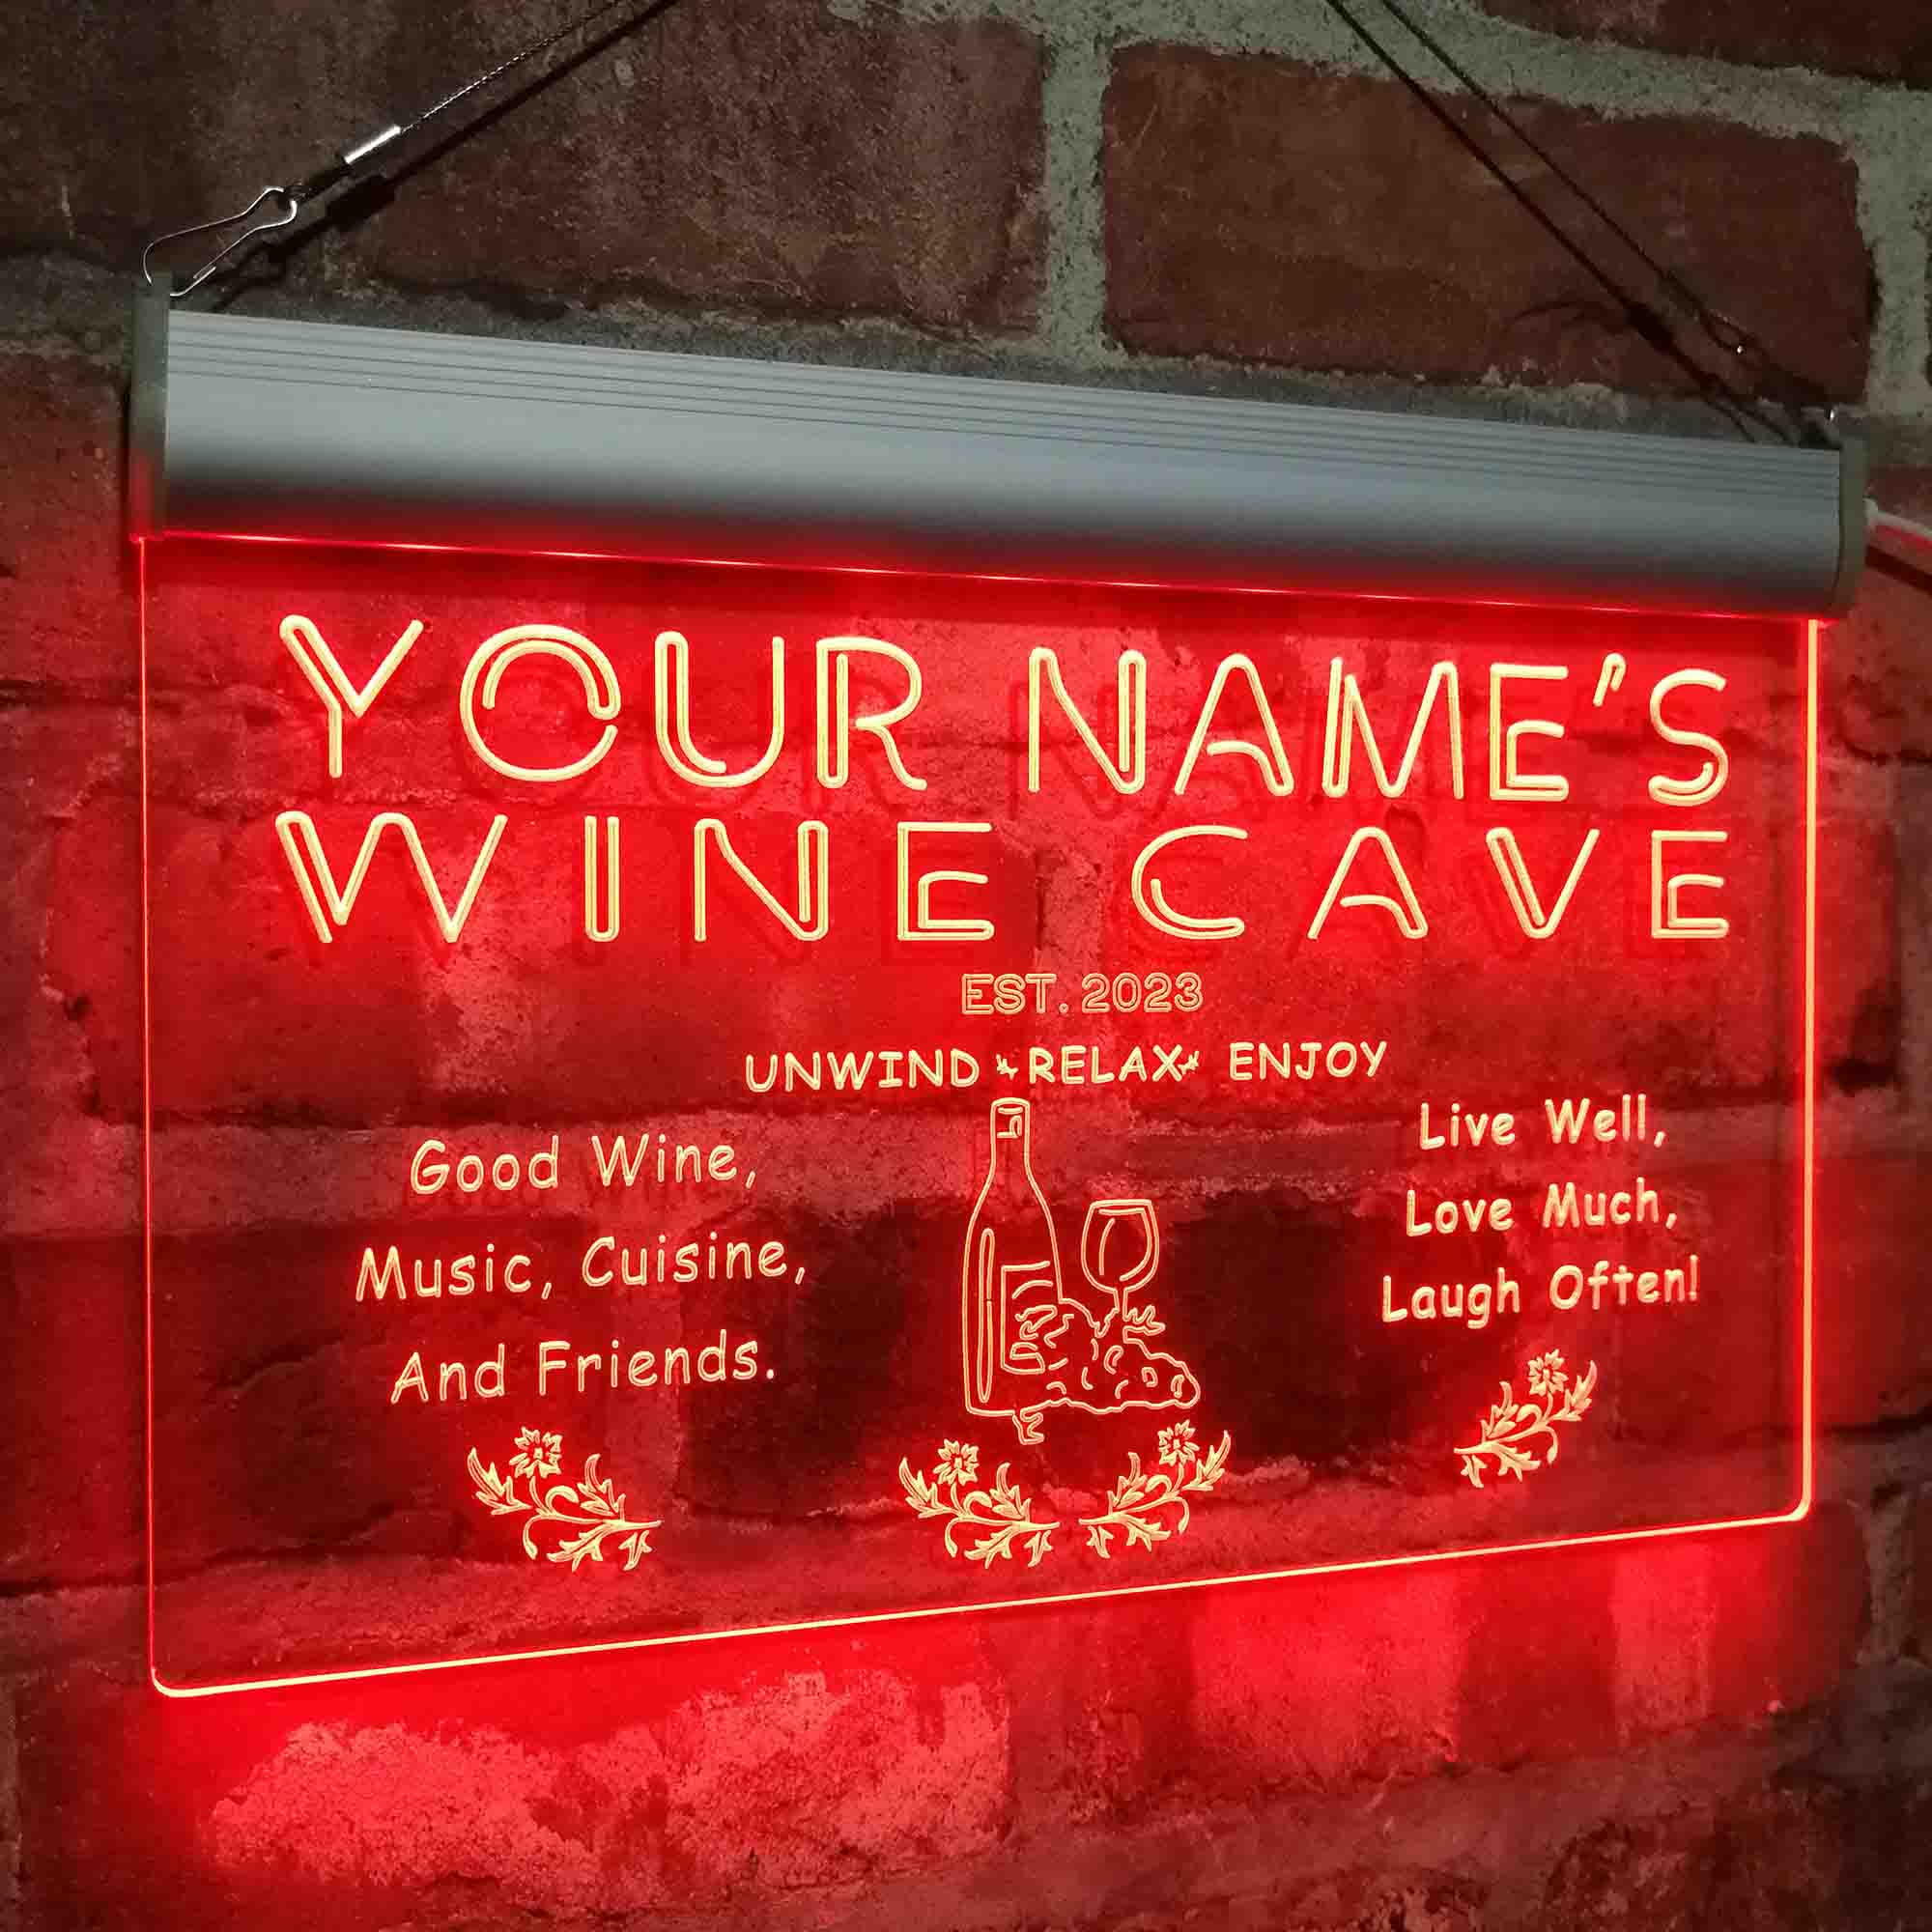 YOUR NAME'S
WINE CAVE
EST. 2023
UNWIND RELAX ENJOY
Good Wine,
Music, Cuisine,
And Friends.
Live Well,
Love Much,
Laugh Often!